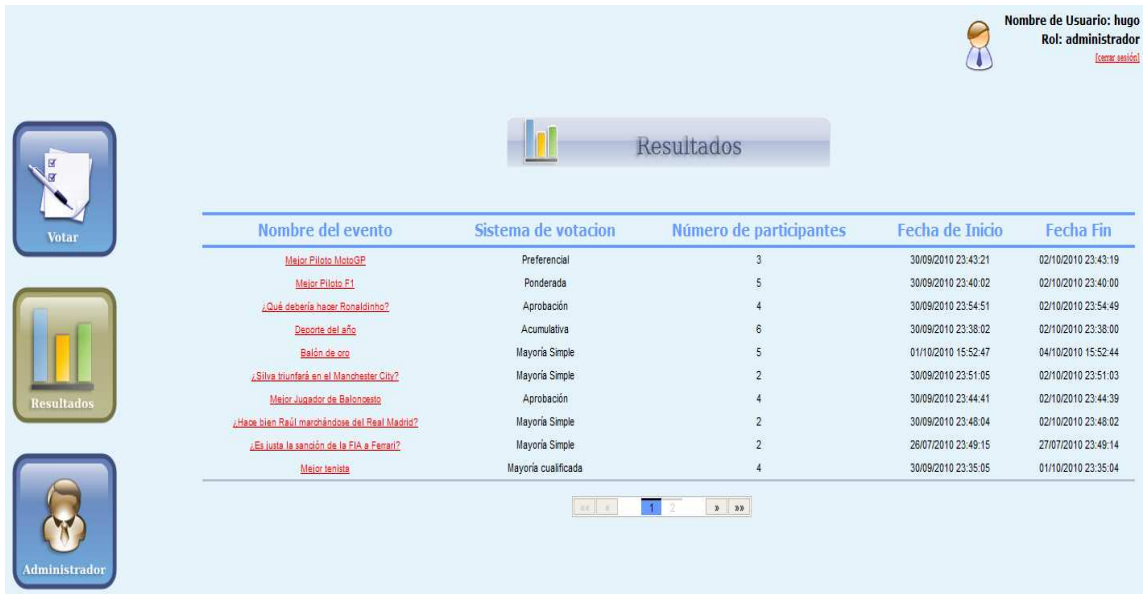 Nombre de Usuario: hugo
Rol: administrador
[cerrar sesión]
Votar
Resultados
Administrador
Resultados
Nombre del evento Sistema de votacion Número de participantes Fecha de Inicio Fecha Fin
Mejor Piloto MotoGP Preferencial 3 30/09/2010 23:43:21 02/10/2010 23:43:19
Mejor Piloto F1 Ponderada 5 30/09/2010 23:40:02 02/10/2010 23:40:00
¿Qué debería hacer Ronaldinho? Aprobación 4 30/09/2010 23:54:51 02/10/2010 23:54:49
Deporte del año Acumulativa 6 30/09/2010 23:38:02 02/10/2010 23:38:00
Balón de oro Mayoría Simple 5 01/10/2010 15:52:47 04/10/2010 15:52:44
¿Silva triunfará en el Manchester City? Mayoría Simple 2 30/09/2010 23:51:05 02/10/2010 23:51:03
Mejor Jugador de Baloncesto Aprobación 4 30/09/2010 23:44:41 02/10/2010 23:44:39
¿Hace bien Raúl marchándose del Real Madrid? Mayoría Simple 2 30/09/2010 23:48:04 02/10/2010 23:48:02
¿Es justa la sanción de la FIA a Ferrari? Mayoría Simple 2 26/07/2010 23:49:15 27/07/2010 23:49:14
Mejor tenista Mayoría cualificada 4 30/09/2010 23:35:05 01/10/2010 23:35:04
«« « 1 2 » »»